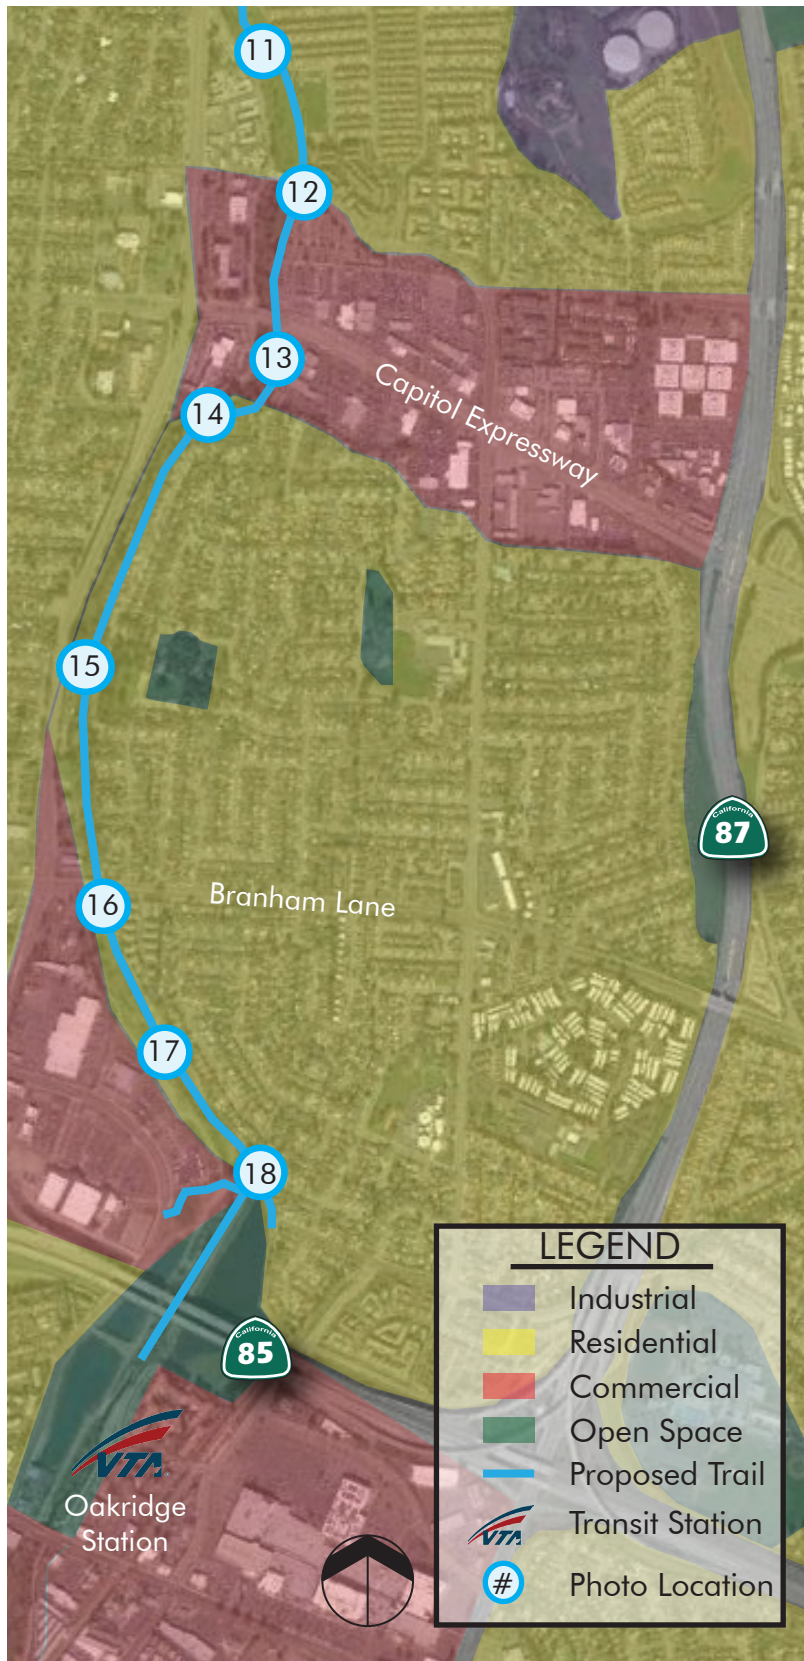 11
12
13
Capitol Expressway
14
15
California
87
Branham Lane
16
17
18
California
85
VTA
Oakridge
Station
LEGEND
Industrial
Residential
Commercial
Open Space
Proposed Trail
VTA
Transit Station
#
Photo Location